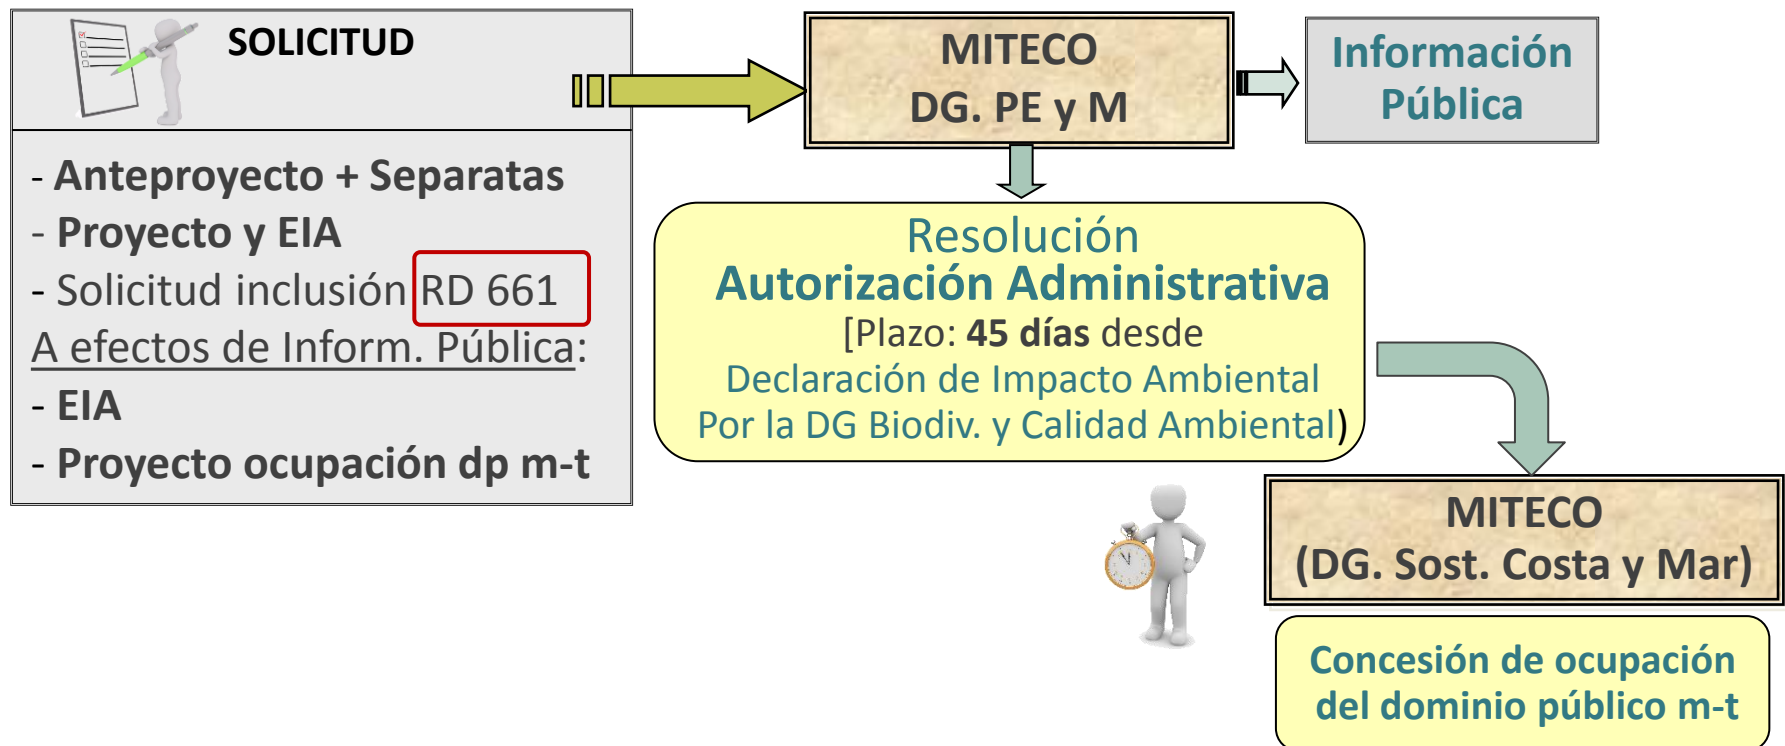 SOLICITUD
- Anteproyecto + Separatas
- Proyecto y EIA
- Solicitud inclusión RD 661
A efectos de Inform. Pública:
- EIA
- Proyecto ocupación dp m-t
MITECO
DG. PE y M
Información
Pública
Resolución
Autorización Administrativa
[Plazo: 45 días desde
Declaración de Impacto Ambiental
Por la DG Biodiv. y Calidad Ambiental)
MITECO
(DG. Sost. Costa y Mar)
Concesión de ocupación
del dominio público m-t